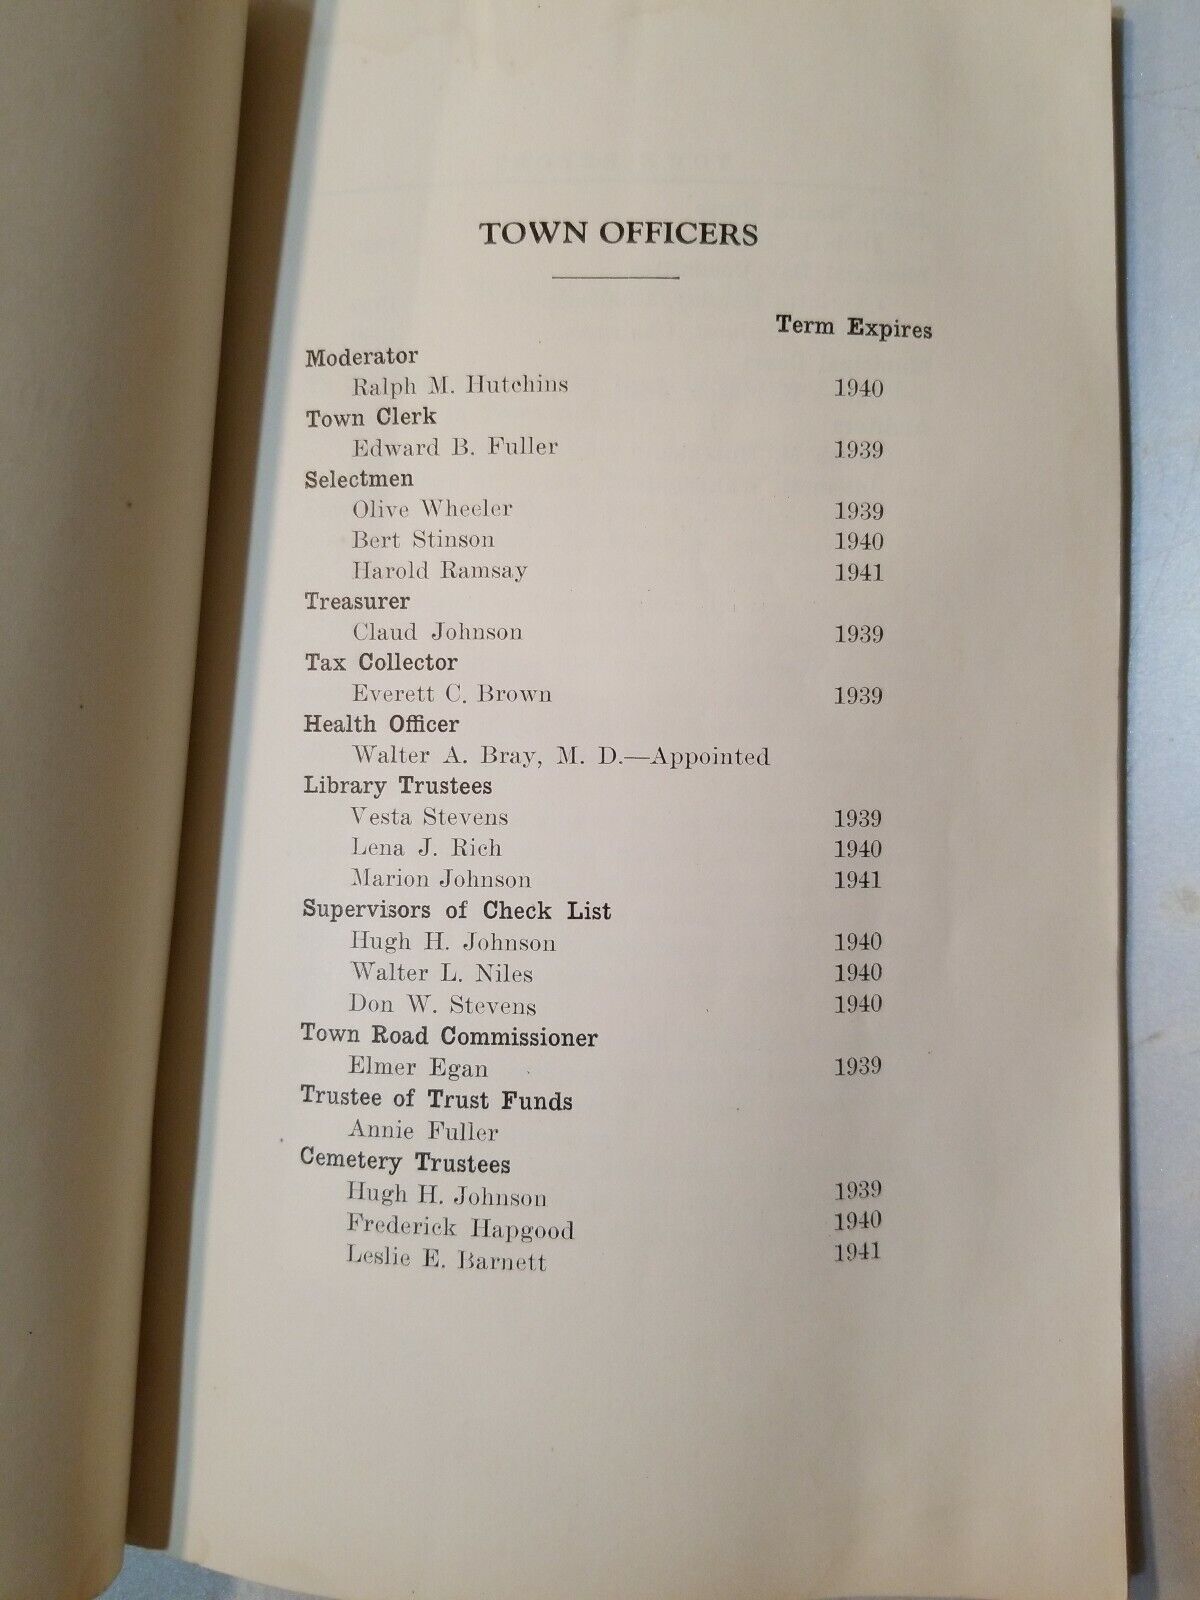 TOWN OFFICERS
Term Expires
Moderator
Ralph M. Hutchins 1940
Town Clerk
Edward B. Fuller 1939
Selectmen
Olive Wheeler 1939
Bert Stinson 1940
Harold Ramsay 1941
Treasurer
Claud Johnson 1939
Tax Collector
Everett C. Brown 1939
Health Officer
Walter A. Bray, M. D.—Appointed
Library Trustees
Vesta Stevens 1939
Lena J. Rich 1940
Marion Johnson 1941
Supervisors of Check List
Hugh H. Johnson 1940
Walter L. Niles 1940
Don W. Stevens 1940
Town Road Commissioner
Elmer Egan 1939
Trustee of Trust Funds
Annie Fuller
Cemetery Trustees
Hugh H. Johnson 1939
Frederick Hapgood 1940
Leslie E. Barnett 1941